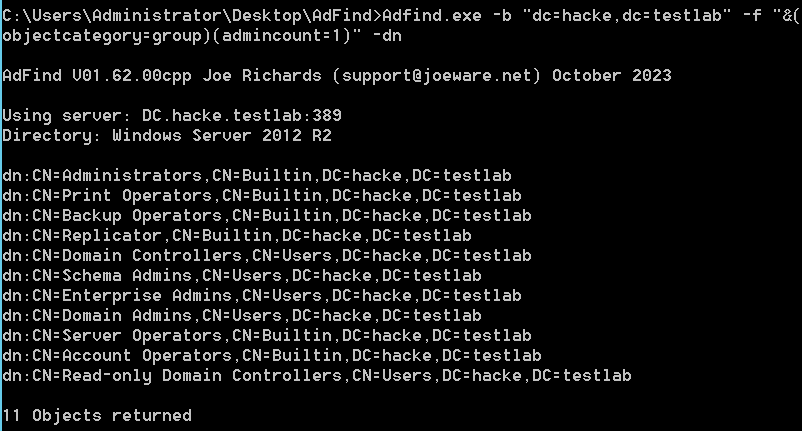 C:\Users\Administrator\Desktop\AdFind>Adfind.exe -b "dc=hacke,dc=testlab" -f "&(
objectcategory=group)(admincount=1)" -dn
AdFind V01.62.00cpp Joe Richards (support@joeware.net) October 2023
Using server: DC.hacke.testlab:389
Directory: Windows Server 2012 R2
dn:CN=Administrators,CN=Builtin,DC=hacke,DC=testlab
dn:CN=Print Operators,CN=Builtin,DC=hacke,DC=testlab
dn:CN=Backup Operators,CN=Builtin,DC=hacke,DC=testlab
dn:CN=Replicator,CN=Builtin,DC=hacke,DC=testlab
dn:CN=Domain Controllers,CN=Users,DC=hacke,DC=testlab
dn:CN=Schema Admins,CN=Users,DC=hacke,DC=testlab
dn:CN=Enterprise Admins,CN=Users,DC=hacke,DC=testlab
dn:CN=Domain Admins,CN=Users,DC=hacke,DC=testlab
dn:CN=Server Operators,CN=Builtin,DC=hacke,DC=testlab
dn:CN=Account Operators,CN=Builtin,DC=hacke,DC=testlab
dn:CN=Read-only Domain Controllers,CN=Users,DC=hacke,DC=testlab
11 Objects returned